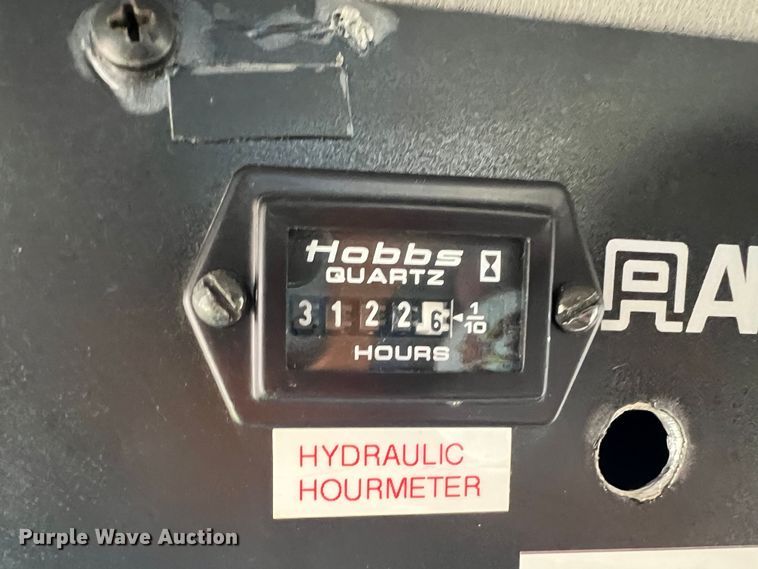 Hobbs
QUARTZ
3 1 2 2 .6 ◄ 1/10
HOURS
HYDRAULIC
HOURMETER
Purple Wave Auction